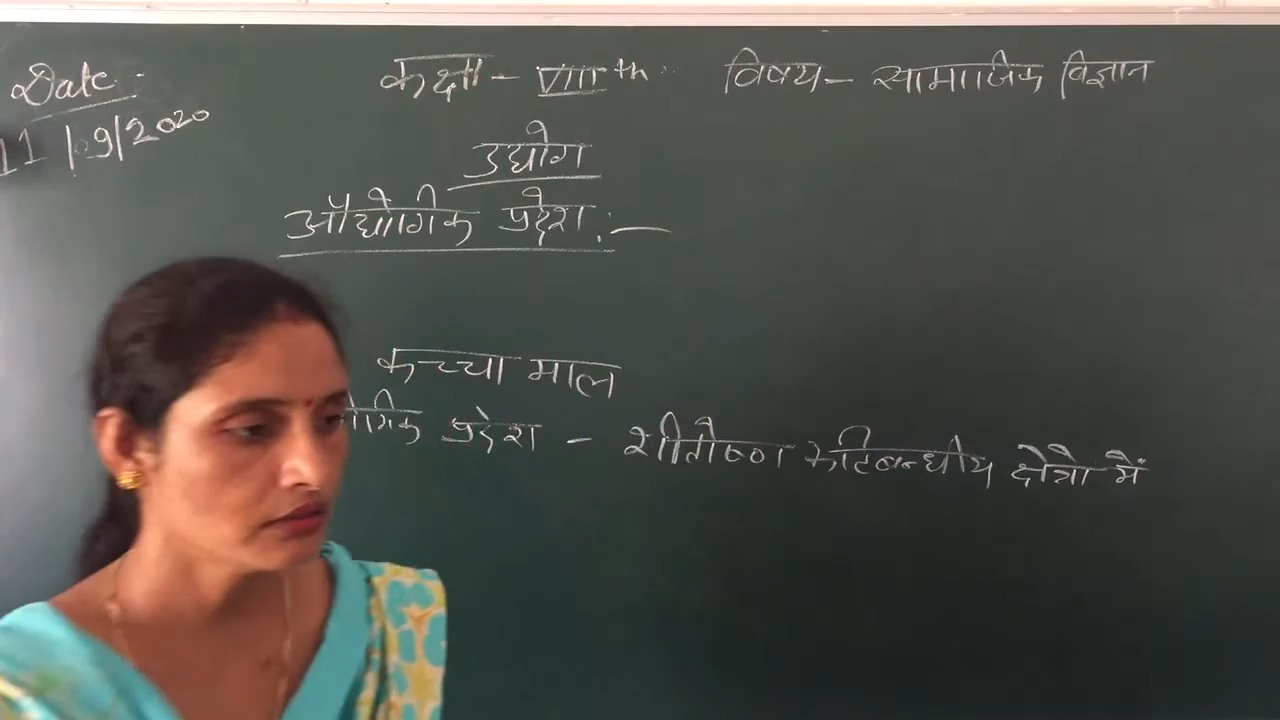 Date :
11/09/2020
कक्षा - VIIIth विषय - सामाजिक विज्ञान
उद्योग
औद्योगिक प्रदेश :-
कच्चा माल
प्रदेश - शीतोष्ण कटिबन्धीय क्षेत्रों में